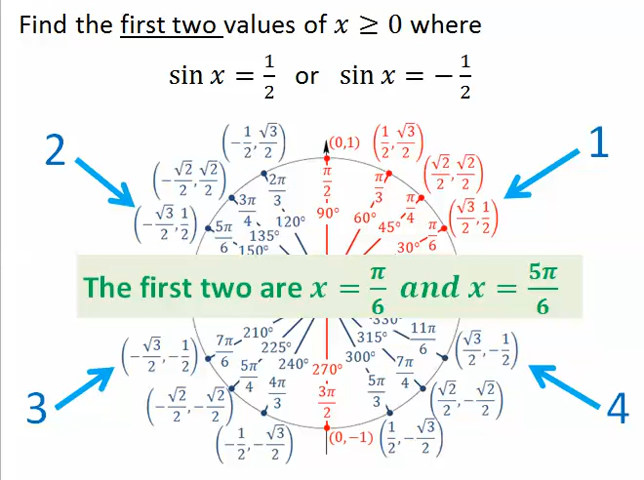 Find the first two values of x ≥ 0 where
sin x = 1/2 or sin x = −1/2
2
1
(−1/2, √3/2)
(0,1)
(1/2, √3/2)
(−√2/2, √2/2)
(√2/2, √2/2)
(−√3/2, 1/2)
(√3/2, 1/2)
2π/3
π/2
π/3
3π/4
π/4
5π/6
π/6
120°
90°
60°
135°
45°
150°
30°
The first two are x = π/6 and x = 5π/6
330°
210°
315°
11π/6
7π/6
225°
300°
(−√3/2, −1/2)
(√3/2, −1/2)
5π/4
240°
270°
7π/4
4π/3
3π/2
5π/3
3
4
(−√2/2, −√2/2)
(√2/2, −√2/2)
(−1/2, −√3/2)
(0,−1)
(1/2, −√3/2)